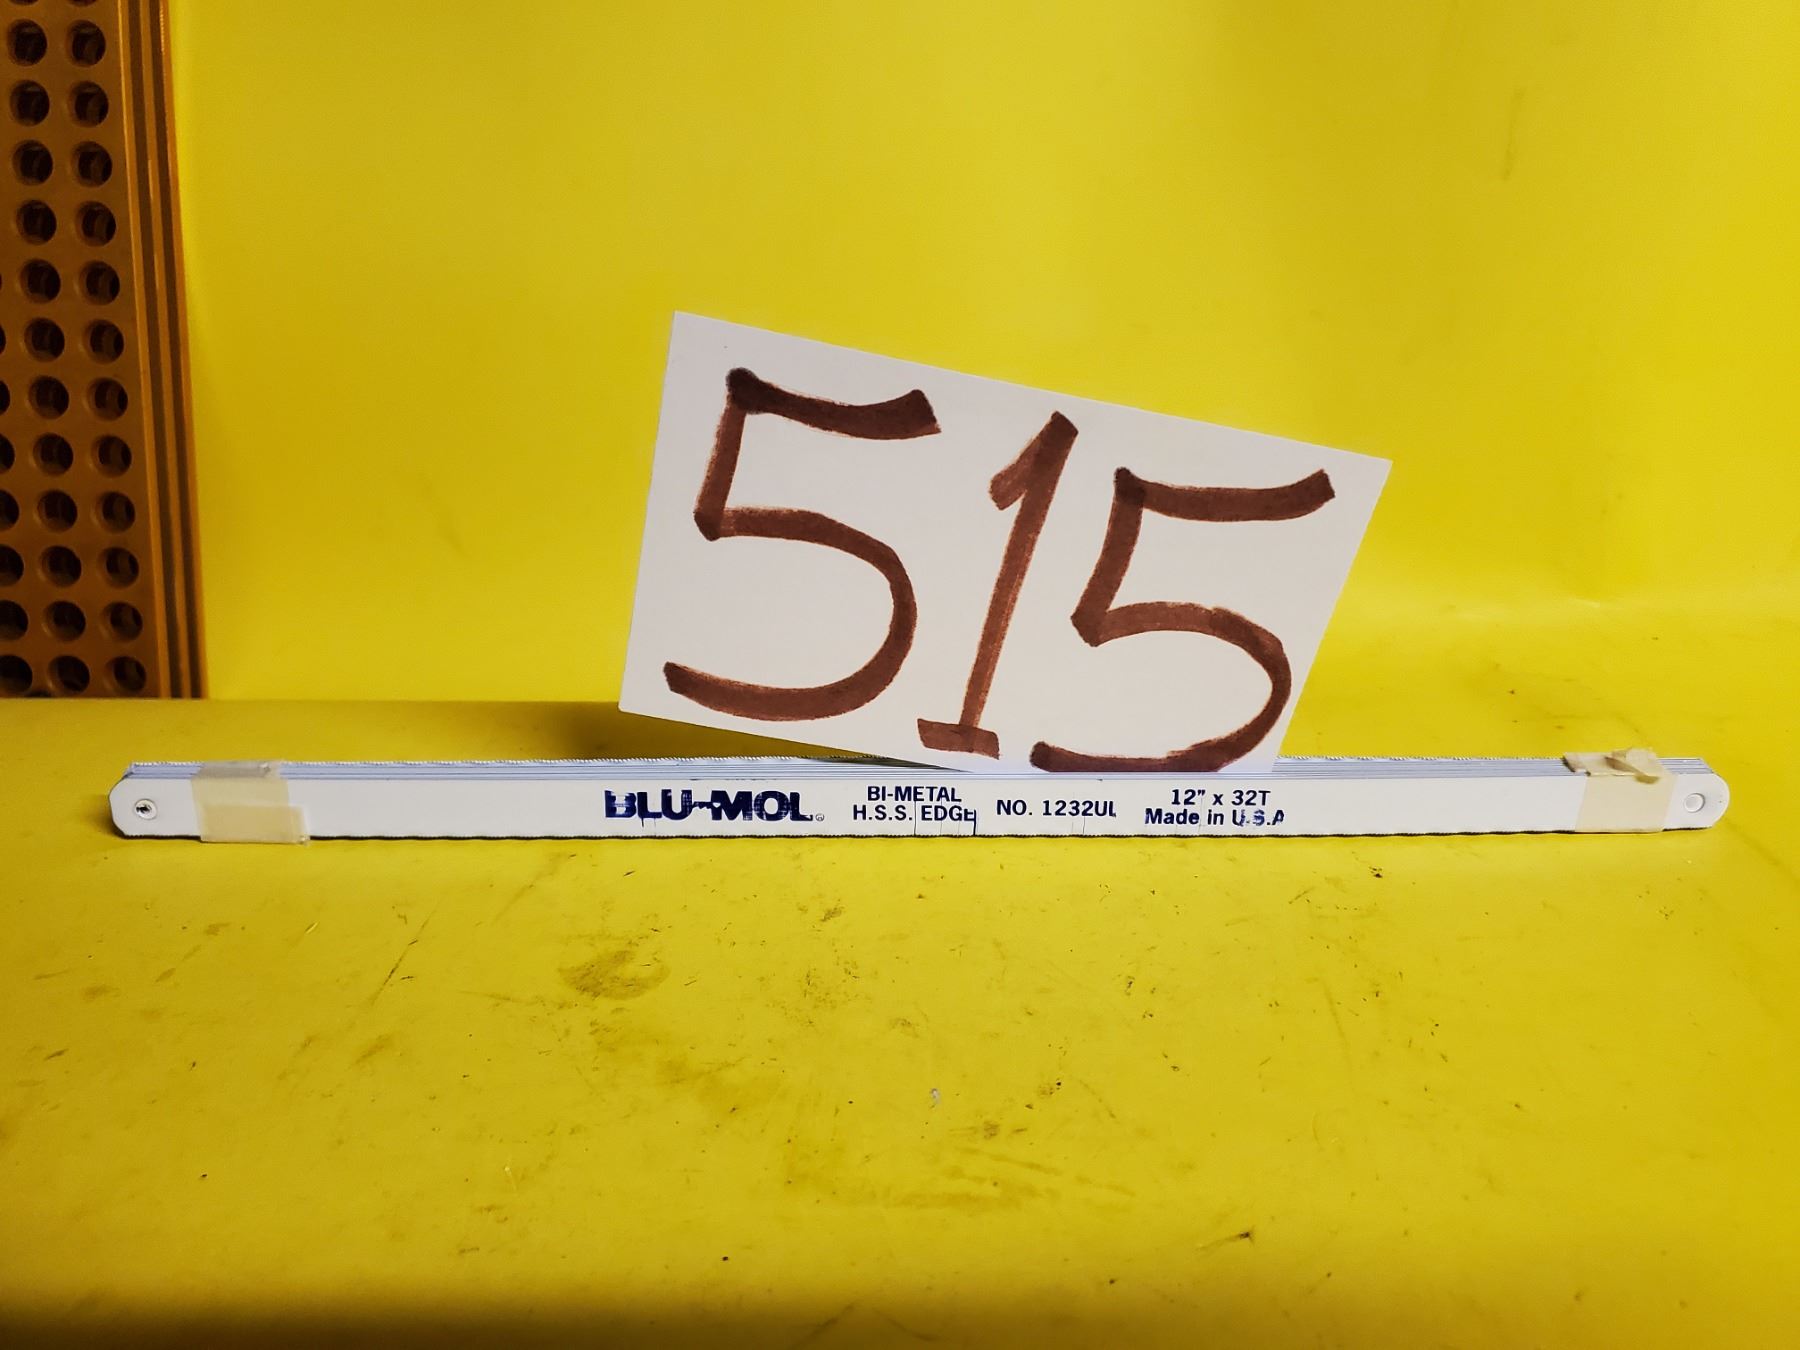 515
BLU-MOL®
BI-METAL
H.S.S. EDGE
NO. 1232UL
12" x 32T
Made in U.S.A